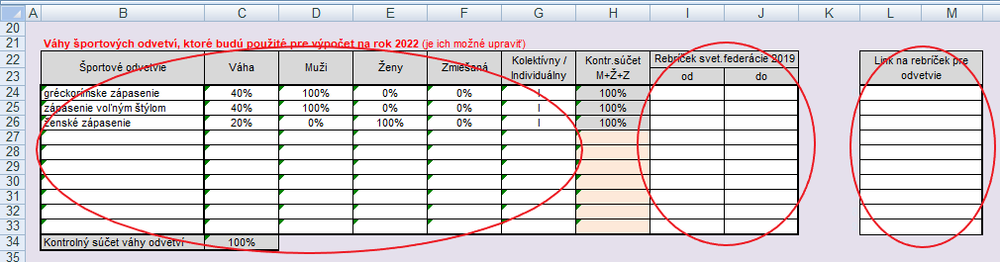 A B C D E F G H I J K L M
20
21 Váhy športových odvetví, ktoré budú použité pre výpočet na rok 2022 (je ich možné upraviť)
22 Športové odvetvie Váha Muži Ženy Zmiešaná Kolektívny / Kontr.súčet Rebríček svet.federácie 2019 Link na rebríček pre
23 Individuálny M+Ž+Z od do odvetvie
24 gréckorímske zápasenie 40% 100% 0% 0% I 100%
25 zápasenie voľným štýlom 40% 100% 0% 0% I 100%
26 ženské zápasenie 20% 0% 100% 0% I 100%
27
28
29
30
31
32
33
34 Kontrolný súčet váhy odvetví 100%
35